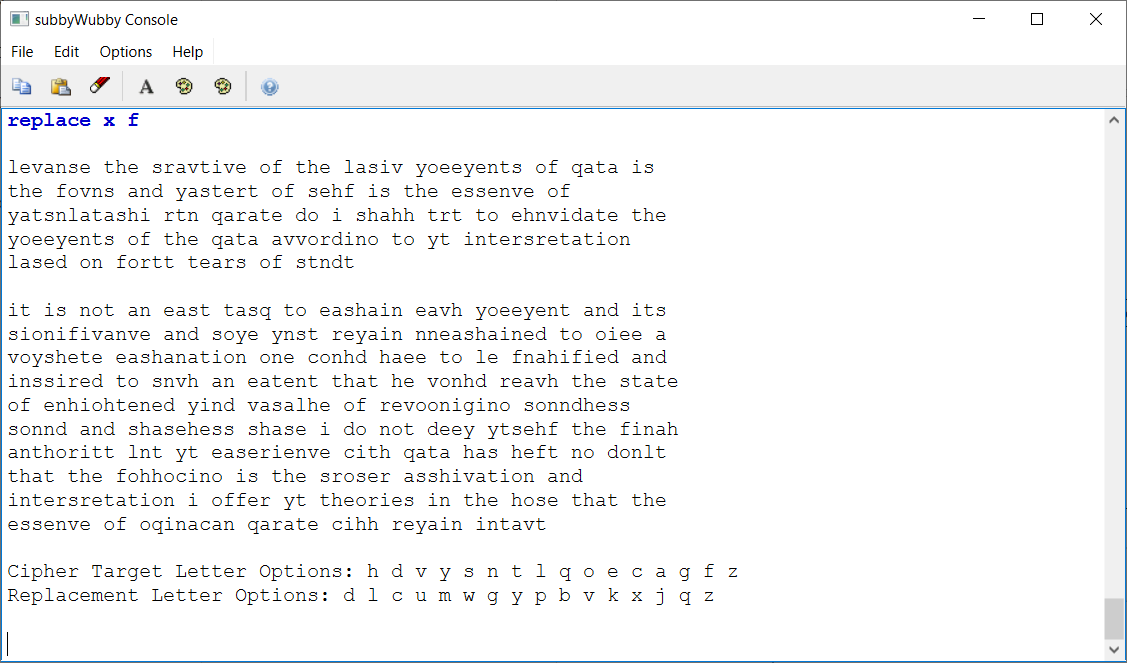 subbyWubby Console
File Edit Options Help
A
replace x f
levanse the sravtive of the lasiv yoeeyents of qata is
the fovns and yastert of sehf is the essenve of
yatsnlatashi rtn qarate do i shahh trt to ehnvidate the
yoeeyents of the qata avvordino to yt intersretation
lased on fortt tears of stndt
it is not an east tasq to eashain eavh yoeeyent and its
sionifivanve and soye ynst reyain nneashained to oiee a
voyshete eashanation one conhd haee to le fnahified and
inssired to snvh an eatent that he vonhd reavh the state
of enhiohtened yind vasalhe of revoonigino sonndhess
sonnd and shasehess shase i do not deey ytsehf the finah
anthoritt lnt yt easerienve cith qata has heft no donlt
that the fohhocino is the sroser asshivation and
intersretation i offer yt theories in the hose that the
essenve of oqinacan qarate cihh reyain intavt
Cipher Target Letter Options: h d v y s n t l q o e c a g f z
Replacement Letter Options: d l c u m w g y p b v k x j q z